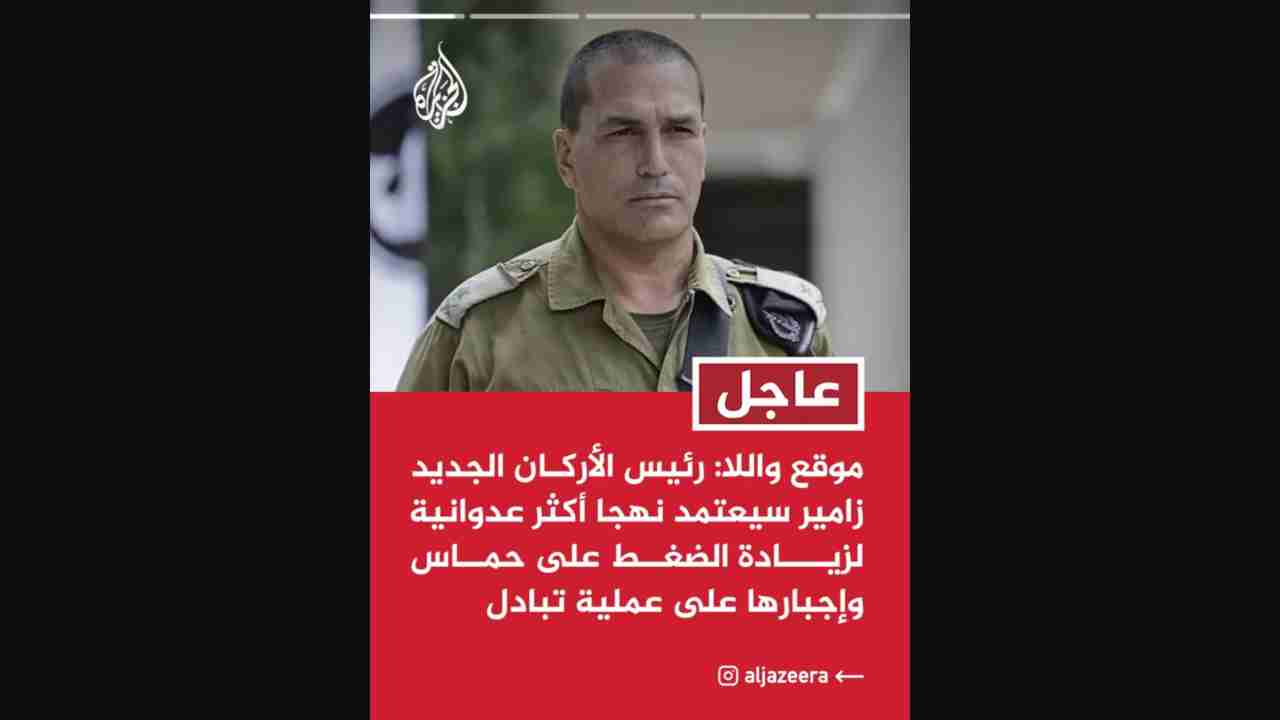 الجزيرة
عاجل
موقع واللا: رئيس الأركان الجديد
زامير سيعتمد نهجا أكثر عدوانية
لزيادة الضغط على حماس
وإجبارها على عملية تبادل
aljazeera